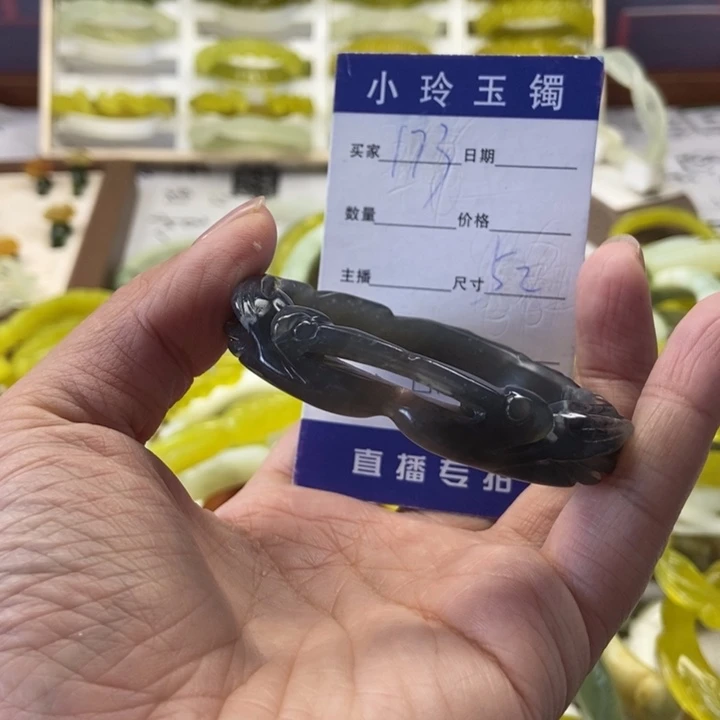 小玲玉镯
买家 173 日期
数量 价格
主播 尺寸 52
直播专拍